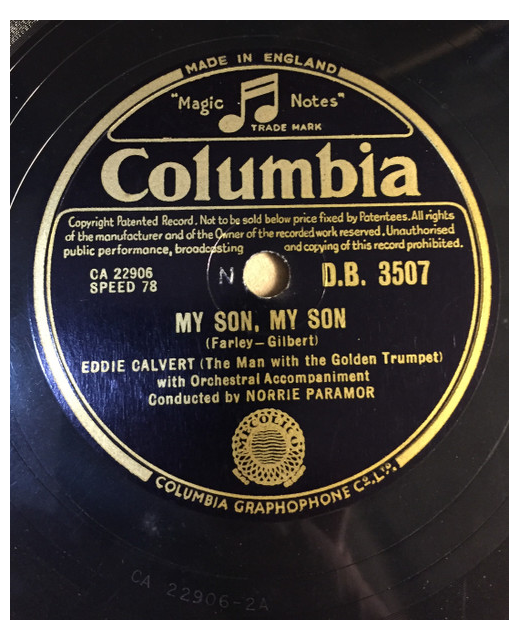 MADE IN ENGLAND
"Magic Notes"
TRADE MARK
Columbia
Copyright Patented Record. Not to be sold below price fixed by Patentees. All rights
of the manufacturer and of the Owner of the recorded work reserved. Unauthorised
public performance, broadcasting and copying of this record prohibited.
CA 22906 N D.B. 3507
SPEED 78
MY SON, MY SON
(Farley–Gilbert)
EDDIE CALVERT (The Man with the Golden Trumpet)
with Orchestral Accompaniment
Conducted by NORRIE PARAMOR
COLUMBIA GRAPHOPHONE Co., LTD.
CA 22906-2A